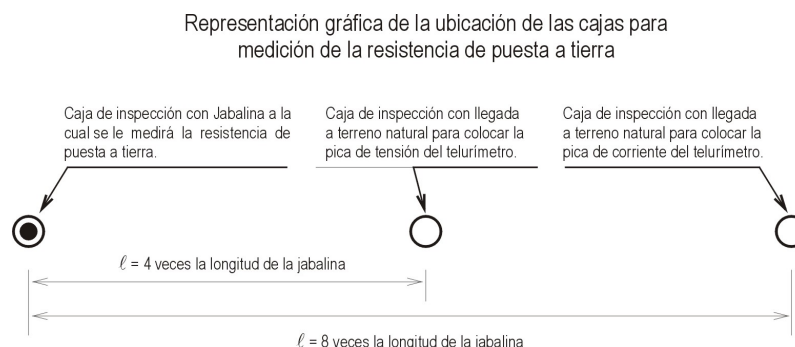 Representación gráfica de la ubicación de las cajas para
medición de la resistencia de puesta a tierra
Caja de inspección con Jabalina a la
cual se le medirá la resistencia de
puesta a tierra.
Caja de inspección con llegada
a terreno natural para colocar la
pica de tensión del telurímetro.
Caja de inspección con llegada
a terreno natural para colocar la
pica de corriente del telurímetro.
ℓ = 4 veces la longitud de la jabalina
ℓ = 8 veces la longitud de la jabalina